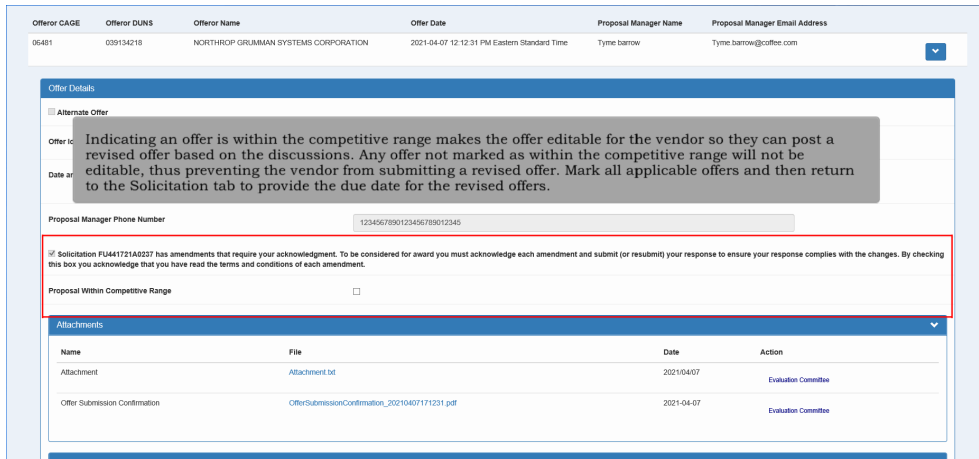 Offeror CAGE Offeror DUNS Offeror Name Offer Date Proposal Manager Name Proposal Manager Email Address
06481 039134218 NORTHROP GRUMMAN SYSTEMS CORPORATION 2021-04-07 12:12:31 PM Eastern Standard Time Tyme barrow Tyme.barrow@coffee.com
Offer Details
Alternate Offer
Offer Id
Indicating an offer is within the competitive range makes the offer editable for the vendor so they can post a
revised offer based on the discussions. Any offer not marked as within the competitive range will not be
Date an
editable, thus preventing the vendor from submitting a revised offer. Mark all applicable offers and then return
to the Solicitation tab to provide the due date for the revised offers.
Proposal Manager Phone Number 1234567890123456789012345
Solicitation FU441721A0237 has amendments that require your acknowledgment. To be considered for award you must acknowledge each amendment and submit (or resubmit) your response to ensure your response complies with the changes. By checking
this box you acknowledge that you have read the terms and conditions of each amendment.
Proposal Within Competitive Range
Attachments
Name File Date Action
Attachment Attachment.txt 2021/04/07 Evaluation Committee
Offer Submission Confirmation OfferSubmissionConfirmation_20210407171231.pdf 2021-04-07 Evaluation Committee